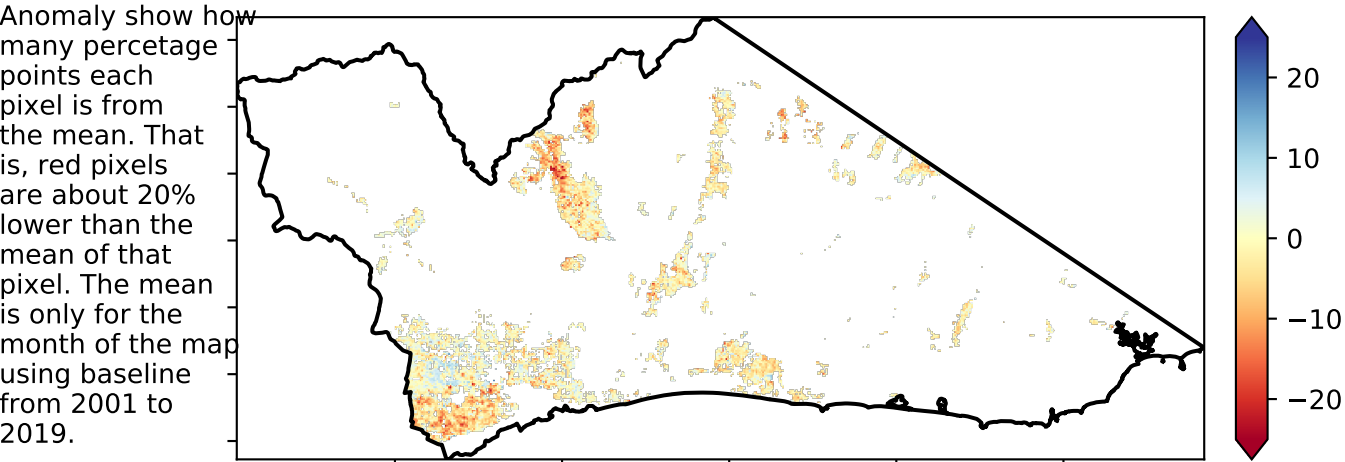 Anomaly show how
many percetage
points each
pixel is from
the mean. That
is, red pixels
are about 20%
lower than the
mean of that
pixel. The mean
is only for the
month of the map
using baseline
from 2001 to
2019.
20
10
0
−10
−20